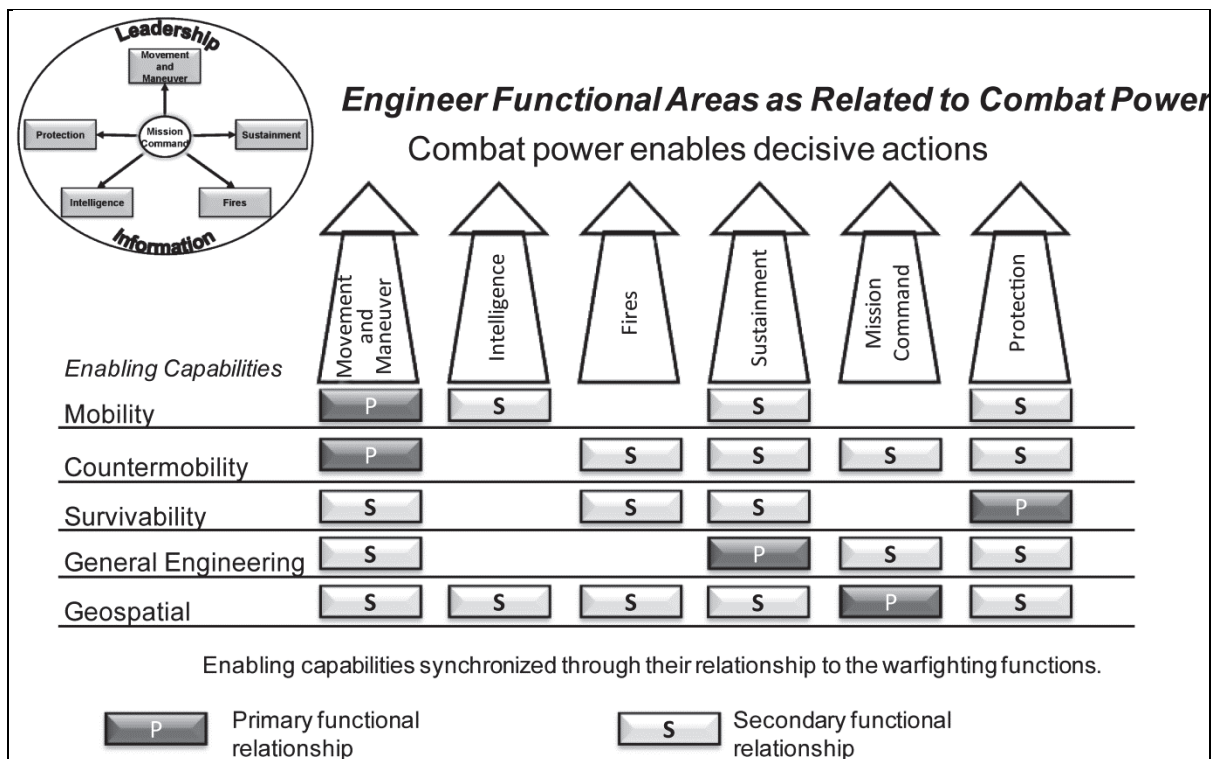 Leadership
Movement
and
Maneuver
Protection
Mission
Command
Sustainment
Intelligence
Fires
Information
Engineer Functional Areas as Related to Combat Power
Combat power enables decisive actions
Movement
and
Maneuver
Intelligence
Fires
Sustainment
Mission
Command
Protection
Enabling Capabilities
Mobility P S S S
Countermobility P S S S S
Survivability S S S P
General Engineering S P S S
Geospatial S S S S P S
Enabling capabilities synchronized through their relationship to the warfighting functions.
P Primary functional
relationship
S Secondary functional
relationship